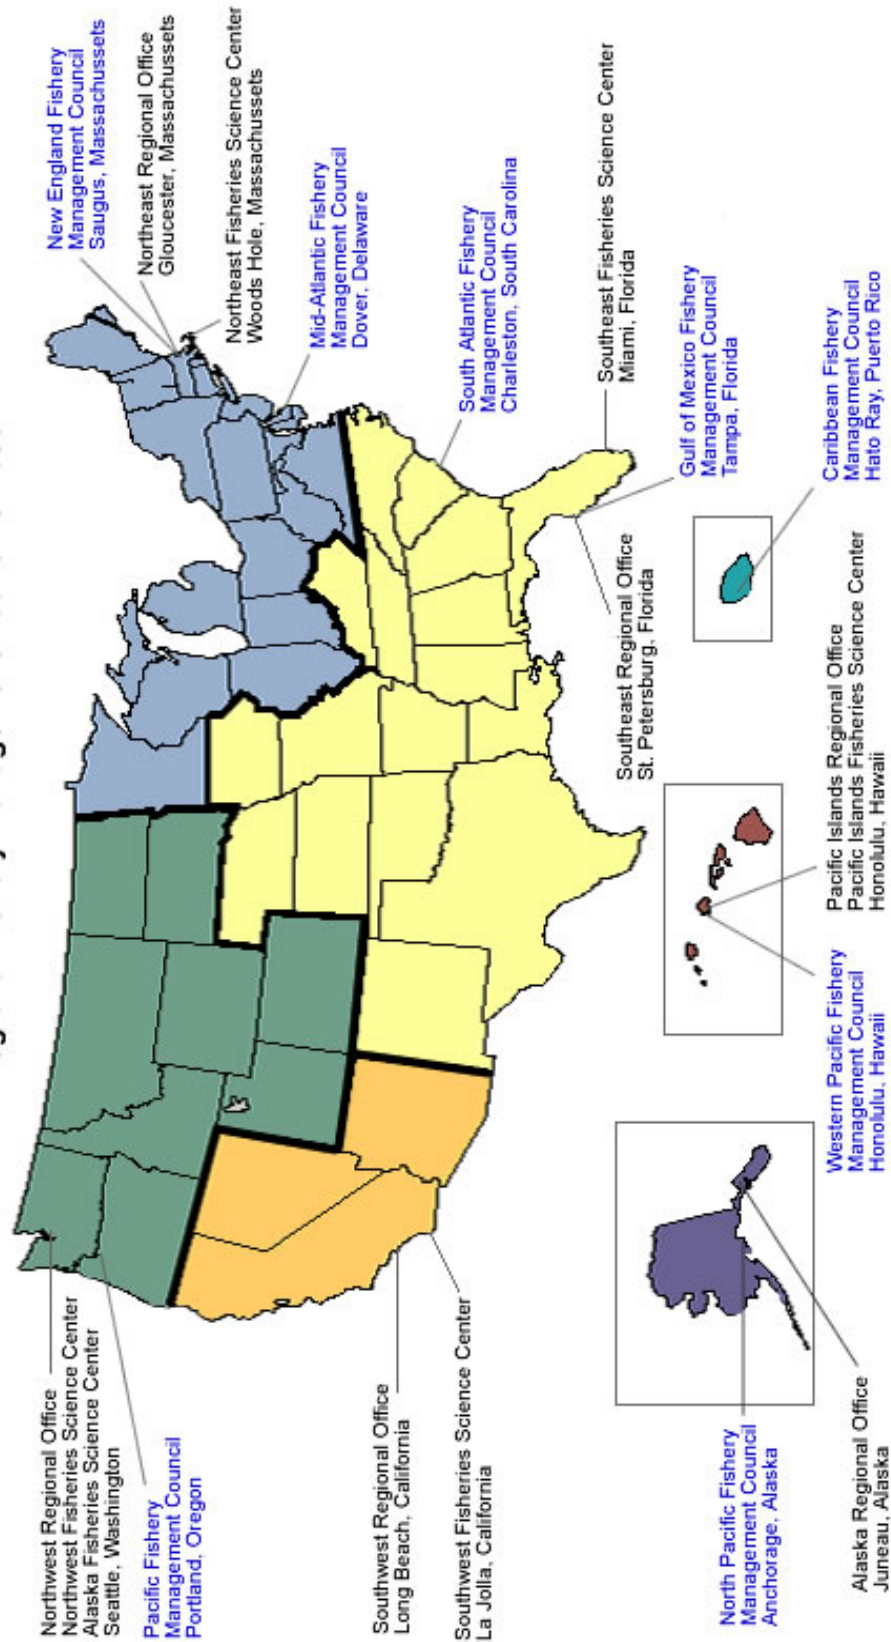 Northwest Regional Office
Northwest Fisheries Science Center
Alaska Fisheries Science Center
Seattle, Washington
Pacific Fishery
Management Council
Portland, Oregon
Southwest Regional Office
Long Beach, California
Southwest Fisheries Science Center
La Jolla, California
North Pacific Fishery
Management Council
Anchorage, Alaska
Alaska Regional Office
Juneau, Alaska
Western Pacific Fishery
Management Council
Honolulu, Hawaii
Pacific Islands Regional Office
Pacific Islands Fisheries Science Center
Honolulu, Hawaii
Southeast Regional Office
St. Petersburg, Florida
Caribbean Fishery
Management Council
Hato Ray, Puerto Rico
Gulf of Mexico Fishery
Management Council
Tampa, Florida
Southeast Fisheries Science Center
Miami, Florida
South Atlantic Fishery
Management Council
Charleston, South Carolina
Mid-Atlantic Fishery
Management Council
Dover, Delaware
Northeast Fisheries Science Center
Woods Hole, Massachussets
Northeast Regional Office
Gloucester, Massachussets
New England Fishery
Management Council
Saugus, Massachussets